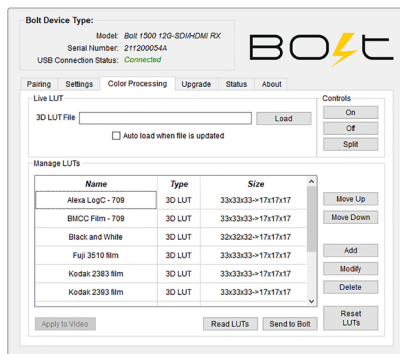 Bolt Device Type:
Model: Bolt 1500 12G-SDI/HDMI RX
Serial Number: 211200054A
USB Connection Status: Connected
BOLT
Pairing Settings Color Processing Upgrade Status About
Live LUT
3D LUT File
Load
Auto load when file is updated
Controls
On
Off
Split
Manage LUTs
Name Type Size
Alexa LogC - 709 3D LUT 33x33x33->17x17x17
BMCC Film - 709 3D LUT 33x33x33->17x17x17
Black and White 3D LUT 32x32x32->17x17x17
Fuji 3510 film 3D LUT 33x33x33->17x17x17
Kodak 2383 film 3D LUT 33x33x33->17x17x17
Kodak 2393 film 3D LUT 33x33x33->17x17x17
Move Up
Move Down
Add
Modify
Delete
Reset
LUTs
Apply to Video Read LUTs Send to Bolt